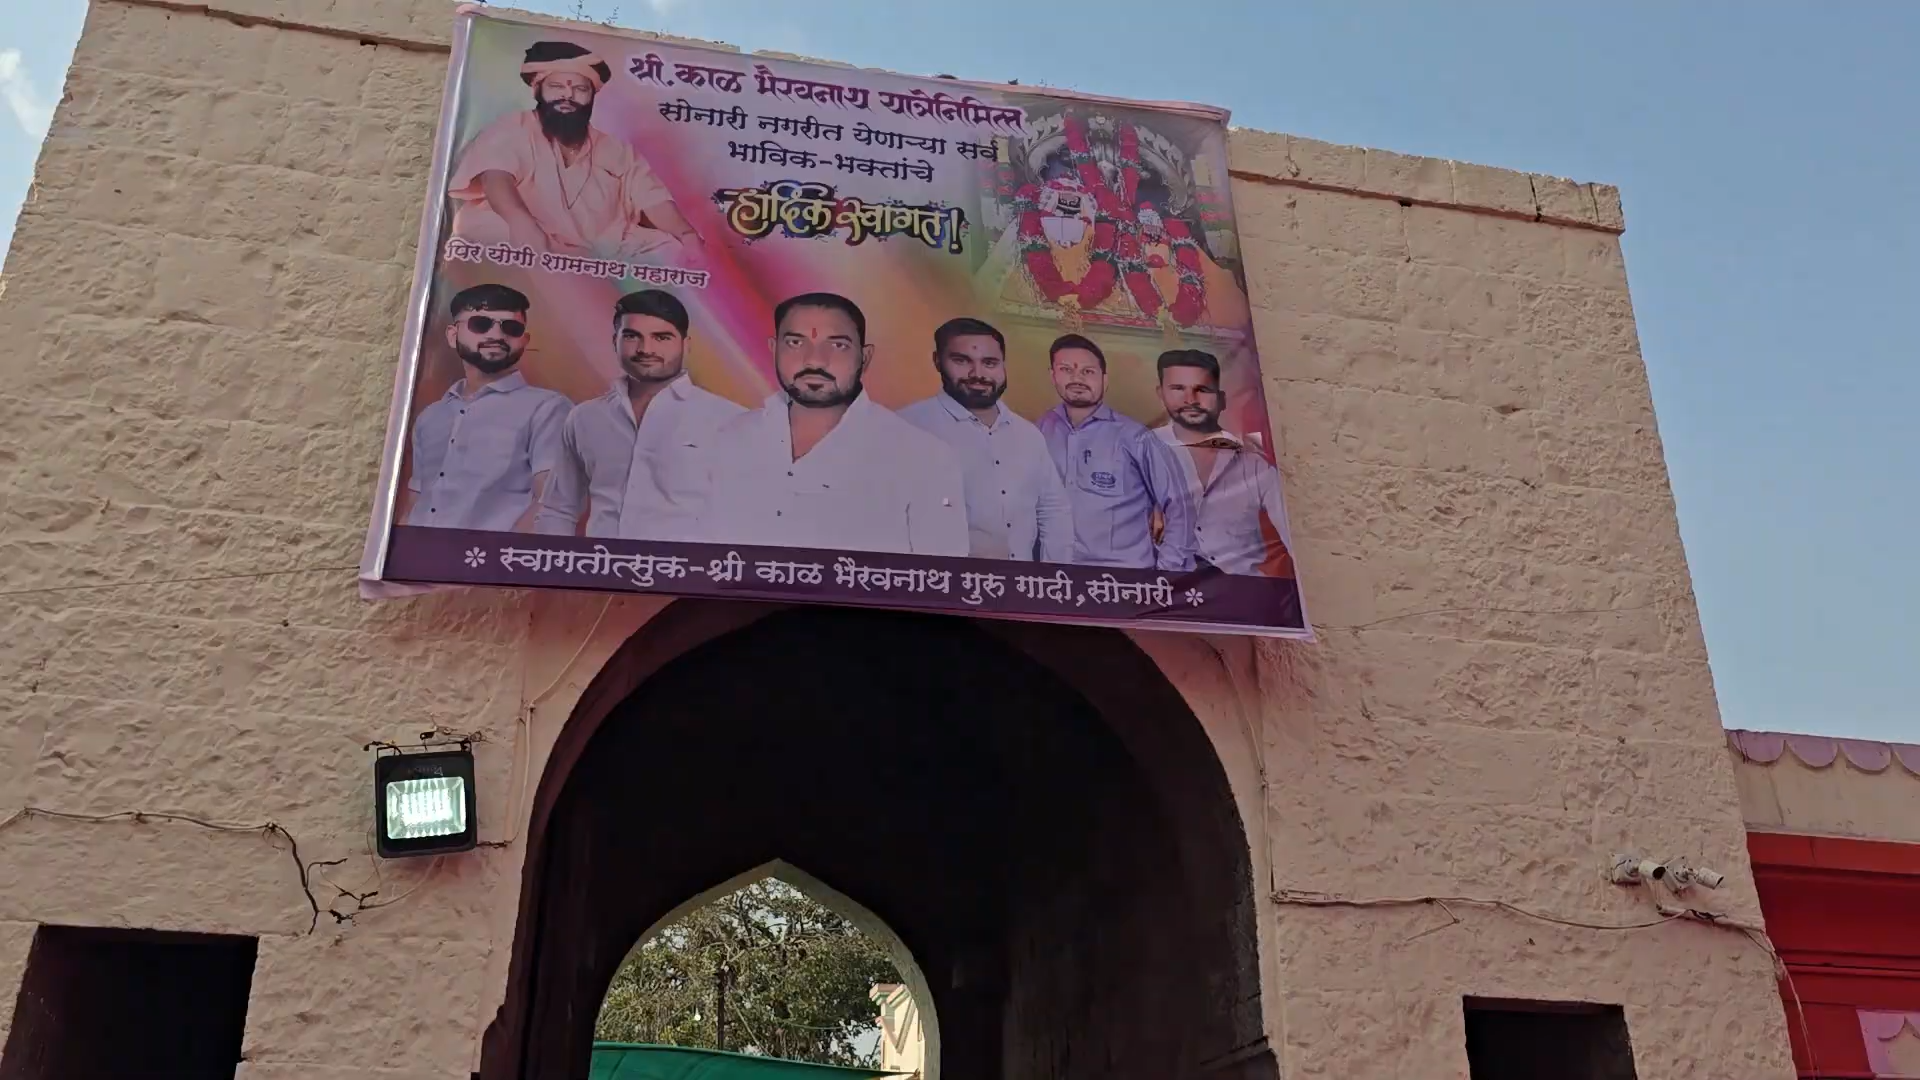 श्री.काळ भैरवनाथ यात्रेनिमित्त
सोनारी नगरीत येणाऱ्या सर्व
भाविक-भक्तांचे
हार्दिक स्वागत!
पिर योगी शामनाथ महाराज
* स्वागतोत्सुक-श्री काळ भैरवनाथ गुरु गादी,सोनारी *